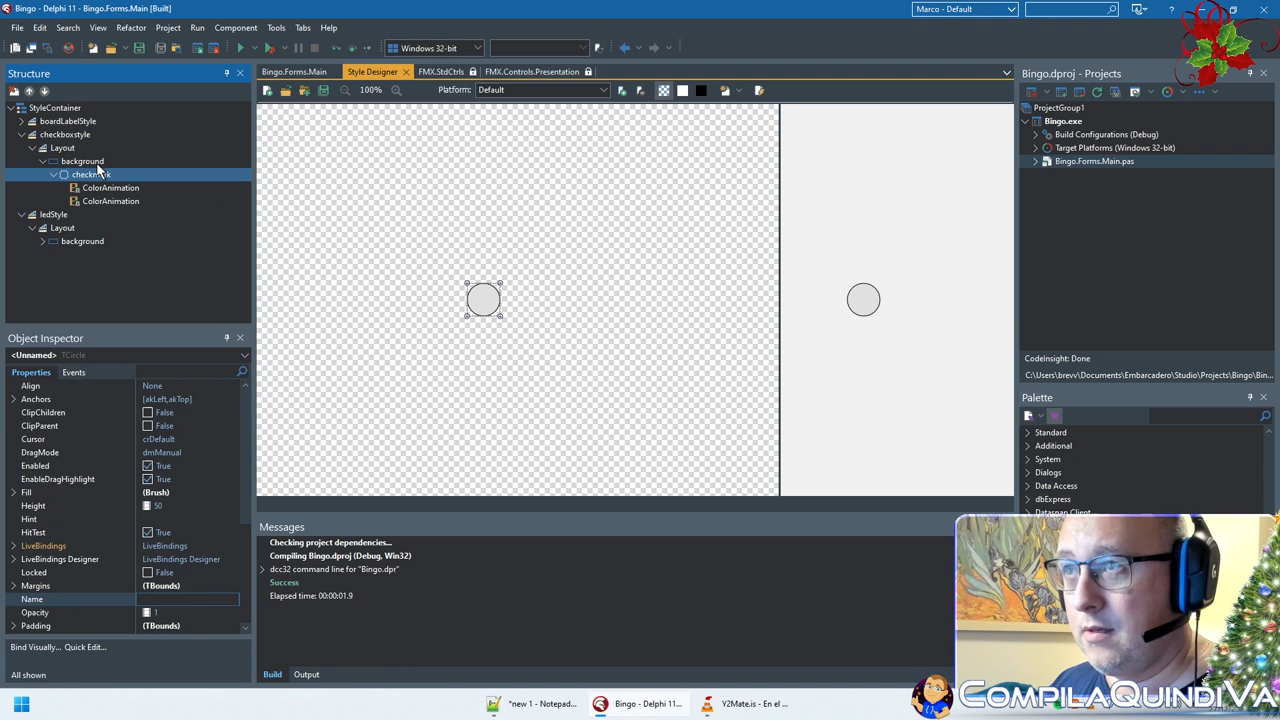 Bingo - Delphi 11 - Bingo.Forms.Main [Built]
Marco - Default
File Edit Search View Refactor Project Run Component Tools Tabs Help
Windows 32-bit
Structure
StyleContainer
boardLabelStyle
checkboxstyle
Layout
background
ColorAnimation
ColorAnimation
ledStyle
Layout
background
Bingo.Forms.Main Style Designer FMX.StdCtrls FMX.Controls.Presentation
100% Platform: Default
Object Inspector
<Unnamed> TCircle
Properties Events
Align None
Anchors [akLeft,akTop]
ClipChildren False
ClipParent False
Cursor crDefault
DragMode dmManual
Enabled True
EnableDragHighlight True
Fill (Brush)
Height 50
Hint
HitTest True
LiveBindings LiveBindings
LiveBindings Designer LiveBindings Designer
Locked False
Margins (TBounds)
Name
Opacity 1
Padding (TBounds)
Bind Visually... Quick Edit...
All shown
Messages
Checking project dependencies...
Compiling Bingo.dproj (Debug, Win32)
dcc32 command line for "Bingo.dpr"
Success
Elapsed time: 00:00:01.9
Build Output
Bingo.dproj - Projects
ProjectGroup1
Bingo.exe
Build Configurations (Debug)
Target Platforms (Windows 32-bit)
Bingo.Forms.Main.pas
CodeInsight: Done
C:\Users\brevv\Documents\Embarcadero\Studio\Projects\Bingo\Bin...
Palette
Standard
Additional
System
Dialogs
Data Access
dbExpress
Datasnap Client
CompilaQuindiVa
*new 1 - Notepad... Bingo - Delphi 11 - ... Y2Mate.is - En el ...